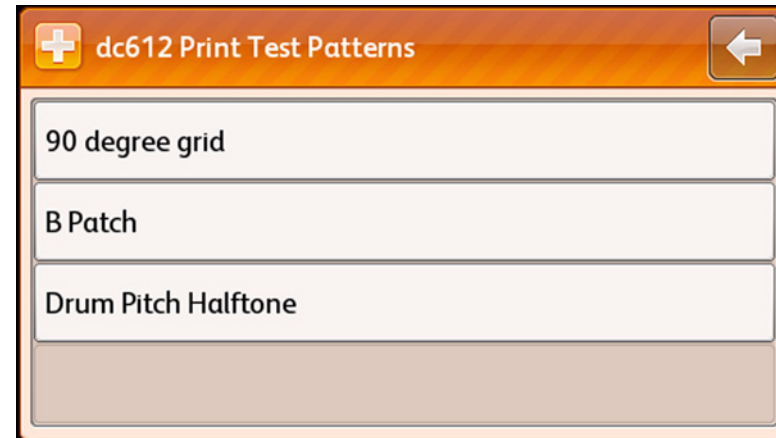 dc612 Print Test Patterns
90 degree grid
B Patch
Drum Pitch Halftone